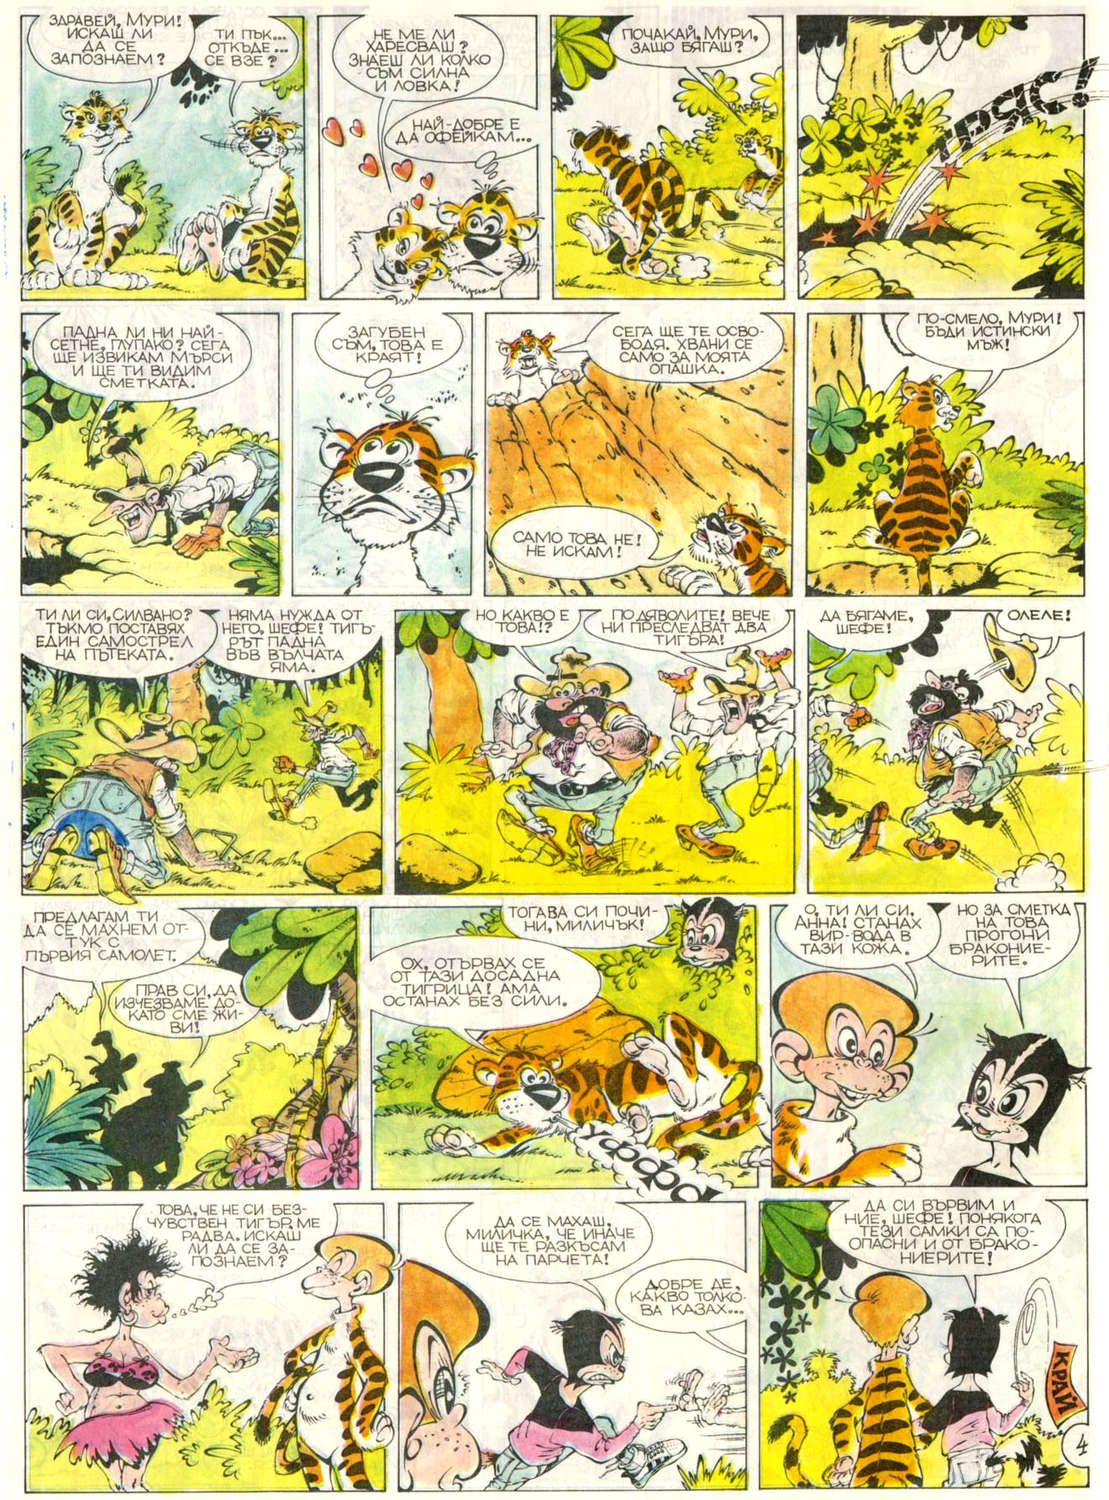 ЗДРАВЕЙ, МУРИ!
ИСКАШ ЛИ
ДА СЕ
ЗАПОЗНАЕМ?
ТИ ПЪК...
ОТКЪДЕ...
СЕ ВЗЕ?
НЕ МЕ ЛИ
ХАРЕСВАШ?
ЗНАЕШ ЛИ КОЛКО
СЪМ СИЛНА
И ЛОВКА!
НАЙ-ДОБРЕ Е
ДА ОФЕЙКАМ...
ПОЧАКАЙ, МУРИ,
ЗАЩО БЯГАШ?
ПРЯС!
ПАДНА ЛИ НИ НАЙ-
СЕТНЕ, ГЛУПАКО? СЕГА
ЩЕ ИЗВИКАМ МЪРСИ
И ЩЕ ТИ ВИДИМ
СМЕТКАТА.
ЗАГУБЕН
СЪМ, ТОВА Е
КРАЯТ!
СЕГА ЩЕ ТЕ ОСВО-
БОДЯ. ХВАНИ СЕ
САМО ЗА МОЯТА
ОПАШКА.
САМО ТОВА НЕ!
НЕ ИСКАМ!
ПО-СМЕЛО, МУРИ!
БЪДИ ИСТИНСКИ
МЪЖ!
ТИ ЛИ СИ, СИЛВАНО?
ТЪКМО ПОСТАВЯХ
ЕДИН САМОСТРЕЛ
НА ПЪТЕКАТА.
НЯМА НУЖДА ОТ
НЕГО, ШЕФЕ! ТИГЪ-
РЪТ ПАДНА
ВЪВ ВЪЛЧАТА
ЯМА.
НО КАКВО Е
ТОВА!?
ПО ДЯВОЛИТЕ! ВЕЧЕ
НИ ПРЕСЛЕДВАТ ДВА
ТИГЪРА!
ДА БЯГАМЕ,
ШЕФЕ!
ОЛЕЛЕ!
ПРЕДЛАГАМ ТИ
ДА СЕ МАХНЕМ ОТ-
ТУК С
ПЪРВИЯ САМОЛЕТ.
ПРАВ СИ, ДА
ИЗЧЕЗВАМЕ ДО-
КАТО СМЕ ЖИ-
ВИ!
ТОГАВА СИ ПОЧИ-
НИ, МИЛИЧЪК!
ОХ, ОТЪРВАХ СЕ
ОТ ТАЗИ ДОСАДНА
ТИГРИЦА! АМА
ОСТАНАХ БЕЗ СИЛИ.
УФФФ
О, ТИ ЛИ СИ,
АННА! СТАНАХ
ВИР-ВОДА В
ТАЗИ КОЖА.
НО ЗА СМЕТКА
НА ТОВА
ПРОГОНИ
БРАКОНИЕ-
РИТЕ.
ТОВА, ЧЕ НЕ СИ БЕЗ-
ЧУВСТВЕН ТИГЪР, МЕ
РАДВА. ИСКАШ
ЛИ ДА СЕ ЗА-
ПОЗНАЕМ?
ДА СЕ МАХАШ,
МИЛИЧКА, ЧЕ ИНАЧЕ
ЩЕ ТЕ РАЗКЪСАМ
НА ПАРЧЕТА!
ДОБРЕ ДЕ,
КАКВО ТОЛКО-
ВА КАЗАХ...
ДА СИ ВЪРВИМ И
НИЕ, ШЕФЕ! ПОНЯКОГА
ТЕЗИ САМКИ СА ПО-
ОПАСНИ И ОТ БРАКО-
НИЕРИТЕ!
КРАЙ
4